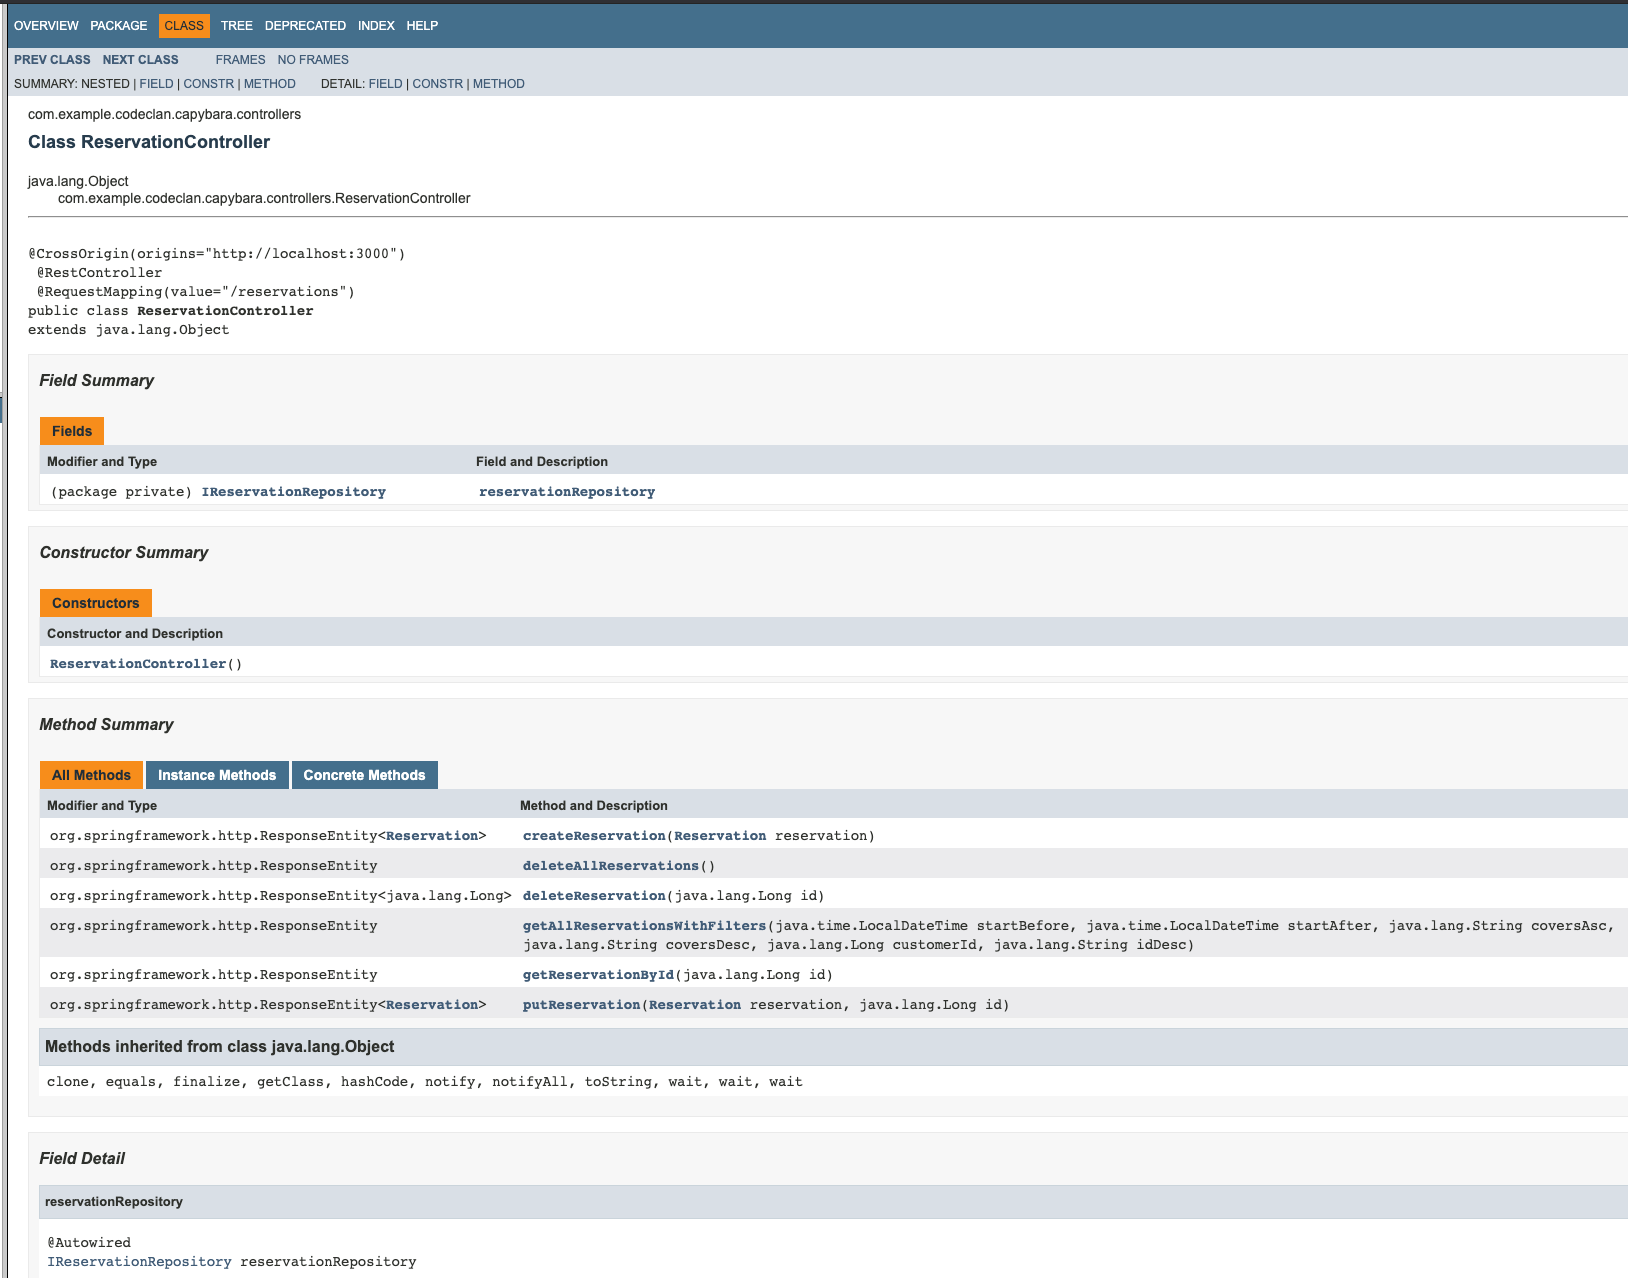 OVERVIEW PACKAGE CLASS TREE DEPRECATED INDEX HELP
PREV CLASS NEXT CLASS FRAMES NO FRAMES
SUMMARY: NESTED | FIELD | CONSTR | METHOD DETAIL: FIELD | CONSTR | METHOD
com.example.codeclan.capybara.controllers
Class ReservationController
java.lang.Object
com.example.codeclan.capybara.controllers.ReservationController
@CrossOrigin(origins="http://localhost:3000")
@RestController
@RequestMapping(value="/reservations")
public class ReservationController
extends java.lang.Object
Field Summary
Fields
Modifier and Type Field and Description
(package private) IReservationRepository reservationRepository
Constructor Summary
Constructors
Constructor and Description
ReservationController()
Method Summary
All Methods Instance Methods Concrete Methods
Modifier and Type Method and Description
org.springframework.http.ResponseEntity<Reservation> createReservation(Reservation reservation)
org.springframework.http.ResponseEntity deleteAllReservations()
org.springframework.http.ResponseEntity<java.lang.Long> deleteReservation(java.lang.Long id)
org.springframework.http.ResponseEntity getAllReservationsWithFilters(java.time.LocalDateTime startBefore, java.time.LocalDateTime startAfter, java.lang.String coversAsc,
java.lang.String coversDesc, java.lang.Long customerId, java.lang.String idDesc)
org.springframework.http.ResponseEntity getReservationById(java.lang.Long id)
org.springframework.http.ResponseEntity<Reservation> putReservation(Reservation reservation, java.lang.Long id)
Methods inherited from class java.lang.Object
clone, equals, finalize, getClass, hashCode, notify, notifyAll, toString, wait, wait, wait
Field Detail
reservationRepository
@Autowired
IReservationRepository reservationRepository